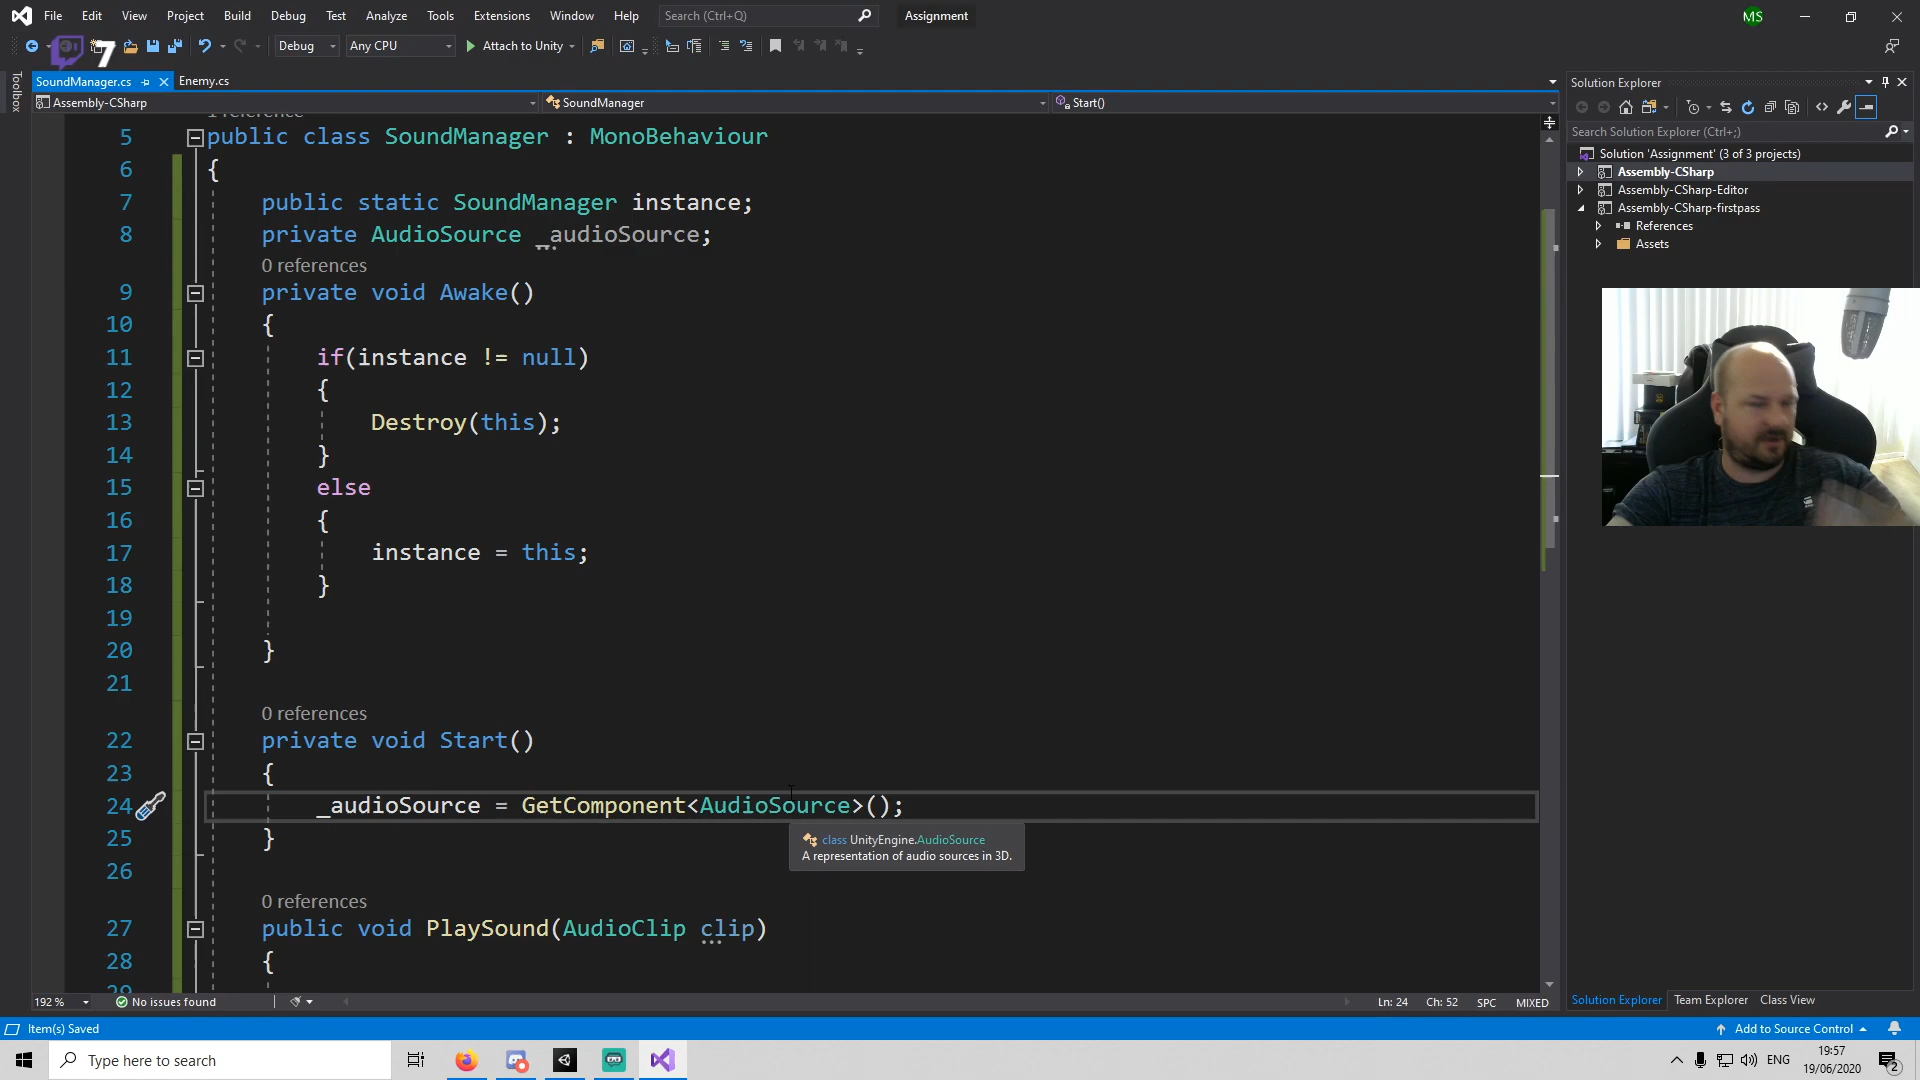 File Edit View Project Build Debug Test Analyze Tools Extensions Window Help Search (Ctrl+Q) Assignment MS
7 Debug Any CPU Attach to Unity
Toolbox
SoundManager.cs Enemy.cs
Assembly-CSharp SoundManager Start()
5 public class SoundManager : MonoBehaviour
6 {
7 public static SoundManager instance;
8 private AudioSource _audioSource;
0 references
9 private void Awake()
10 {
11 if(instance != null)
12 {
13 Destroy(this);
14 }
15 else
16 {
17 instance = this;
18 }
19
20 }
21
0 references
22 private void Start()
23 {
24 _audioSource = GetComponent<AudioSource>();
class UnityEngine.AudioSource
A representation of audio sources in 3D.
25 }
26
0 references
27 public void PlaySound(AudioClip clip)
28 {
29
192 % No issues found Ln: 24 Ch: 52 SPC MIXED
Solution Explorer
Search Solution Explorer (Ctrl+;)
Solution 'Assignment' (3 of 3 projects)
Assembly-CSharp
Assembly-CSharp-Editor
Assembly-CSharp-firstpass
References
Assets
Solution Explorer Team Explorer Class View
Item(s) Saved Add to Source Control
Type here to search ENG 19:57
19/06/2020 2